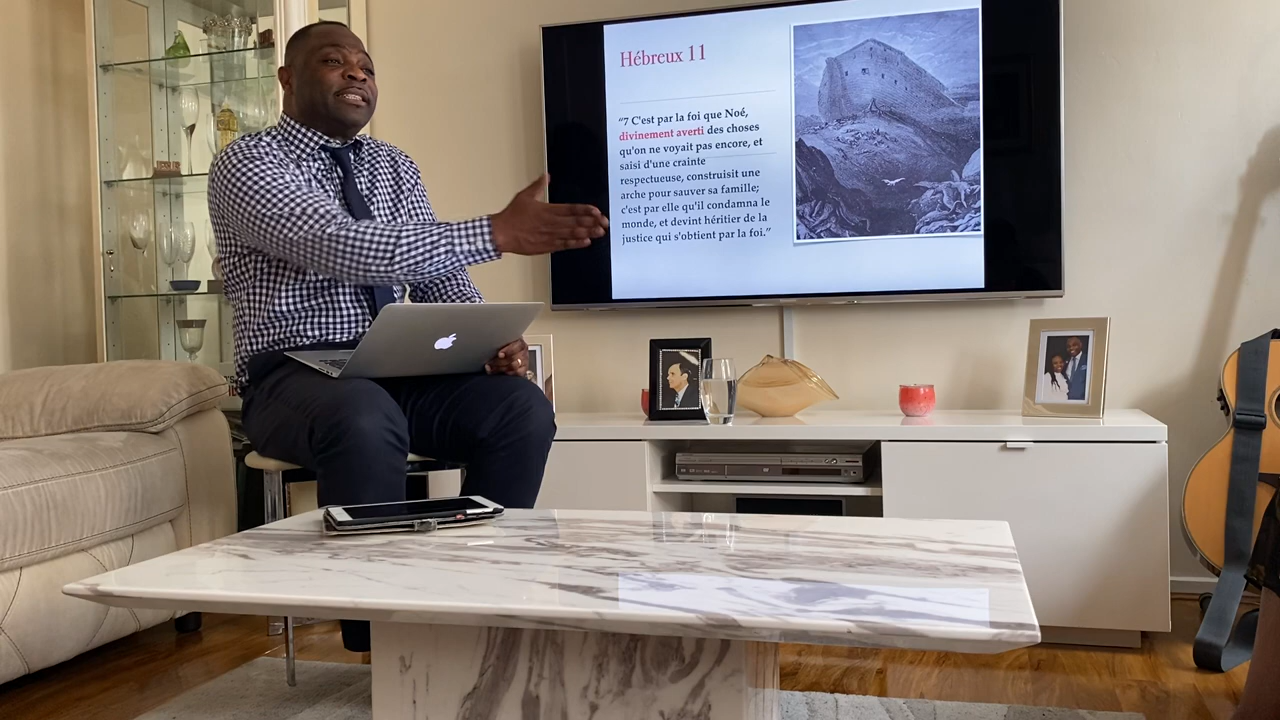 Hébreux 11
“7 C'est par la foi que Noé,
divinement averti des choses
qu'on ne voyait pas encore, et
saisi d'une crainte
respectueuse, construisit une
arche pour sauver sa famille;
c'est par elle qu'il condamna le
monde, et devint héritier de la
justice qui s'obtient par la foi.”